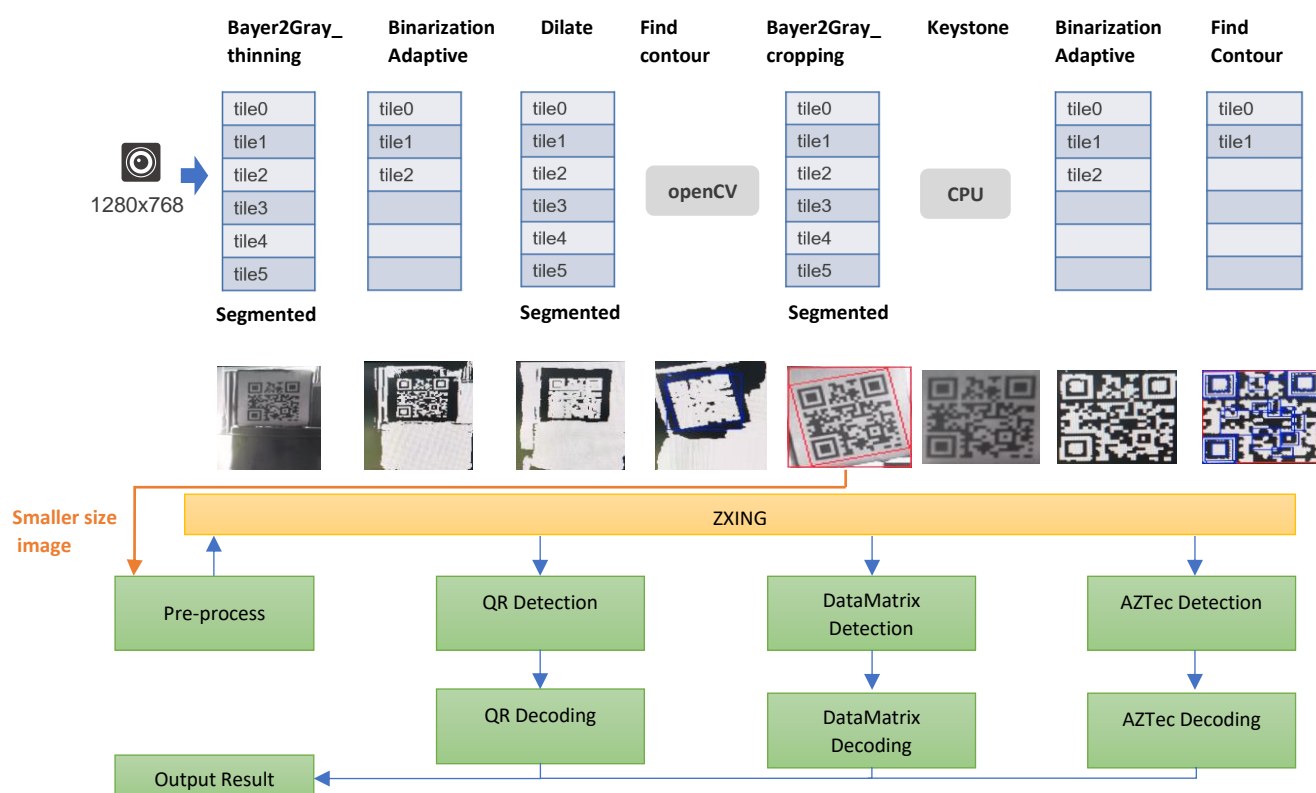 Bayer2Gray_
thinning
Binarization
Adaptive
Dilate
Find
contour
Bayer2Gray_
cropping
Keystone
Binarization
Adaptive
Find
Contour
1280x768
tile0
tile1
tile2
tile3
tile4
tile5
tile0
tile1
tile2
tile0
tile1
tile2
tile3
tile4
tile5
openCV
tile0
tile1
tile2
tile3
tile4
tile5
CPU
tile0
tile1
tile2
tile0
tile1
Segmented
Segmented
Segmented
Smaller size
image
ZXING
Pre-process
QR Detection
DataMatrix
Detection
AZTec Detection
QR Decoding
DataMatrix
Decoding
AZTec Decoding
Output Result